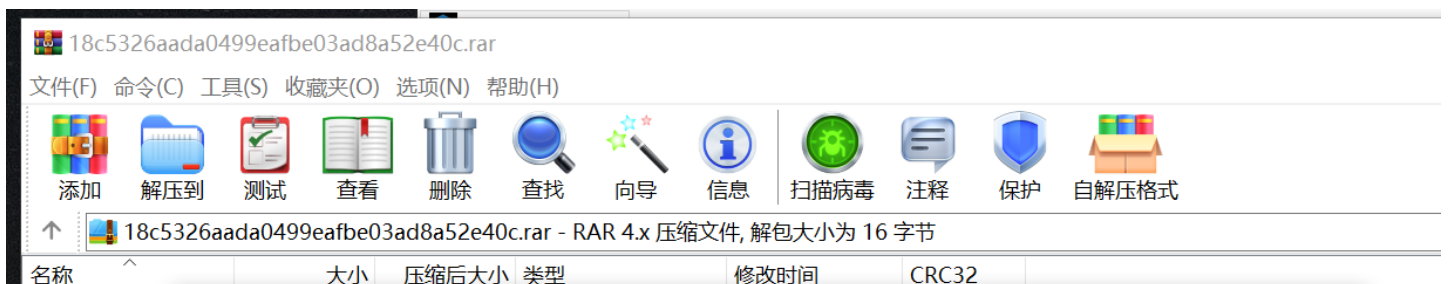 18c5326aada0499eafbe03ad8a52e40c.rar
文件(F) 命令(C) 工具(S) 收藏夹(O) 选项(N) 帮助(H)
添加 解压到 测试 查看 删除 查找 向导 信息 扫描病毒 注释 保护 自解压格式
18c5326aada0499eafbe03ad8a52e40c.rar - RAR 4.x 压缩文件, 解包大小为 16 字节
名称 大小 压缩后大小 类型 修改时间 CRC32